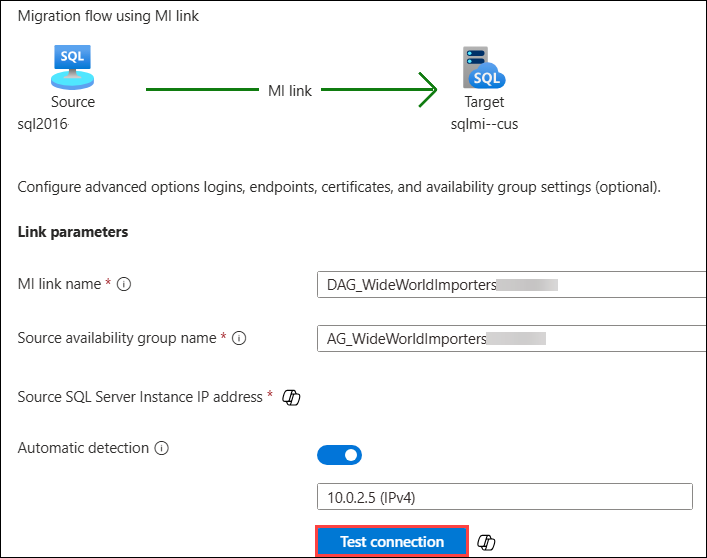 Migration flow using MI link
SQL
SQL
MI link
Source
Target
sql2016
sqlmi--cus
Configure advanced options logins, endpoints, certificates, and availability group settings (optional).
Link parameters
MI link name *
DAG_WideWorldImporters
Source availability group name *
AG_WideWorldImporters
Source SQL Server Instance IP address *
Automatic detection
10.0.2.5 (IPv4)
Test connection